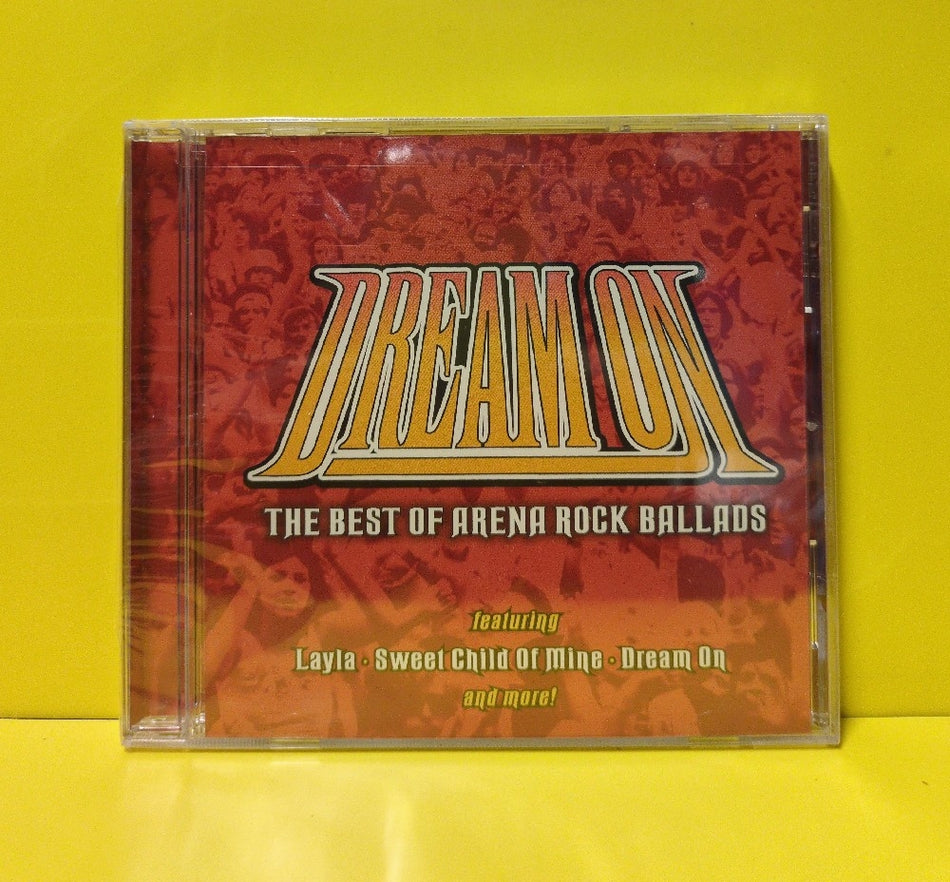 DREAM ON
THE BEST OF ARENA ROCK BALLADS
featuring
Layla · Sweet Child Of Mine · Dream On
and more!